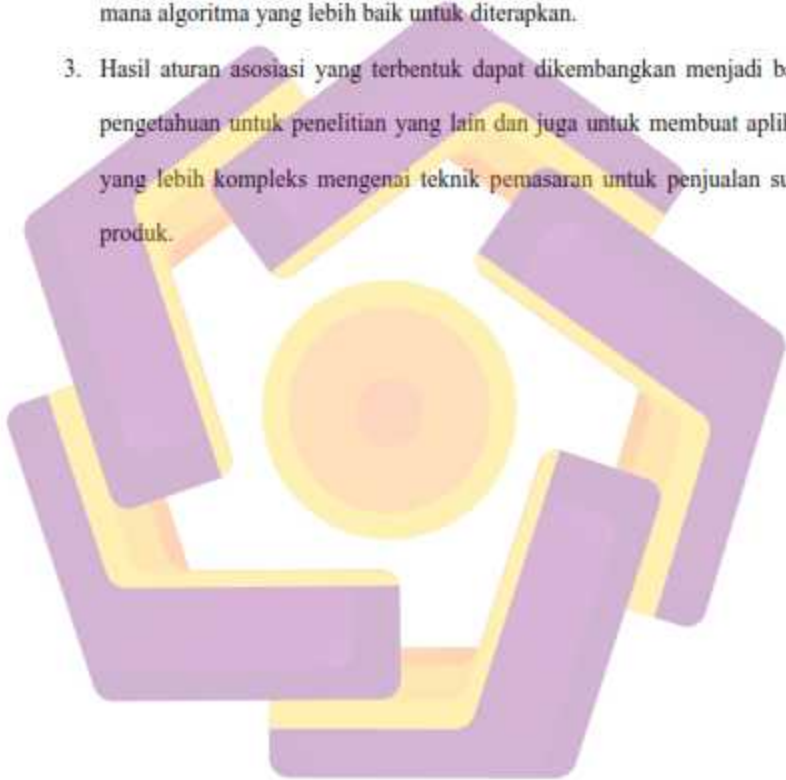 mana algoritma yang lebih baik untuk diterapkan.
3. Hasil aturan asosiasi yang terbentuk dapat dikembangkan menjadi
pengetahuan untuk penelitian yang lain dan juga untuk membuat
yang lebih kompleks mengenai teknik pemasaran untuk penjualan
produk.